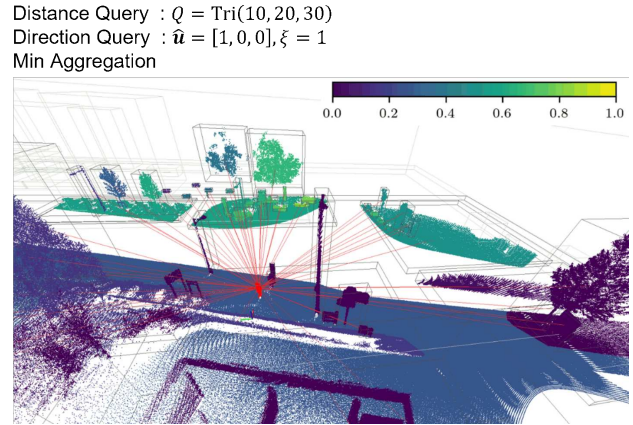 Distance Query : Q = Tri(10, 20, 30)
Direction Query : û = [1, 0, 0], ξ = 1
Min Aggregation
0.0 0.2 0.4 0.6 0.8 1.0